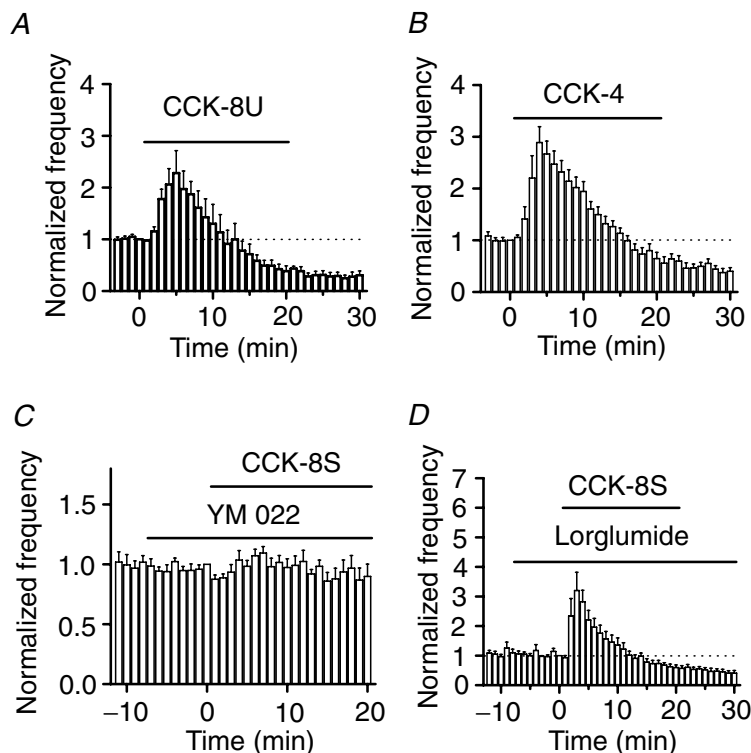 A
Normalized frequency
4
3
2
1
0
CCK-8U
0 10 20 30
Time (min)
B
Normalized frequency
4
3
2
1
0
CCK-4
0 10 20 30
Time (min)
C
Normalized frequency
1.5
1.0
0.5
0.0
CCK-8S
YM 022
−10 0 10 20
Time (min)
D
Normalized frequency
7
6
5
4
3
2
1
0
CCK-8S
Lorglumide
−10 0 10 20 30
Time (min)